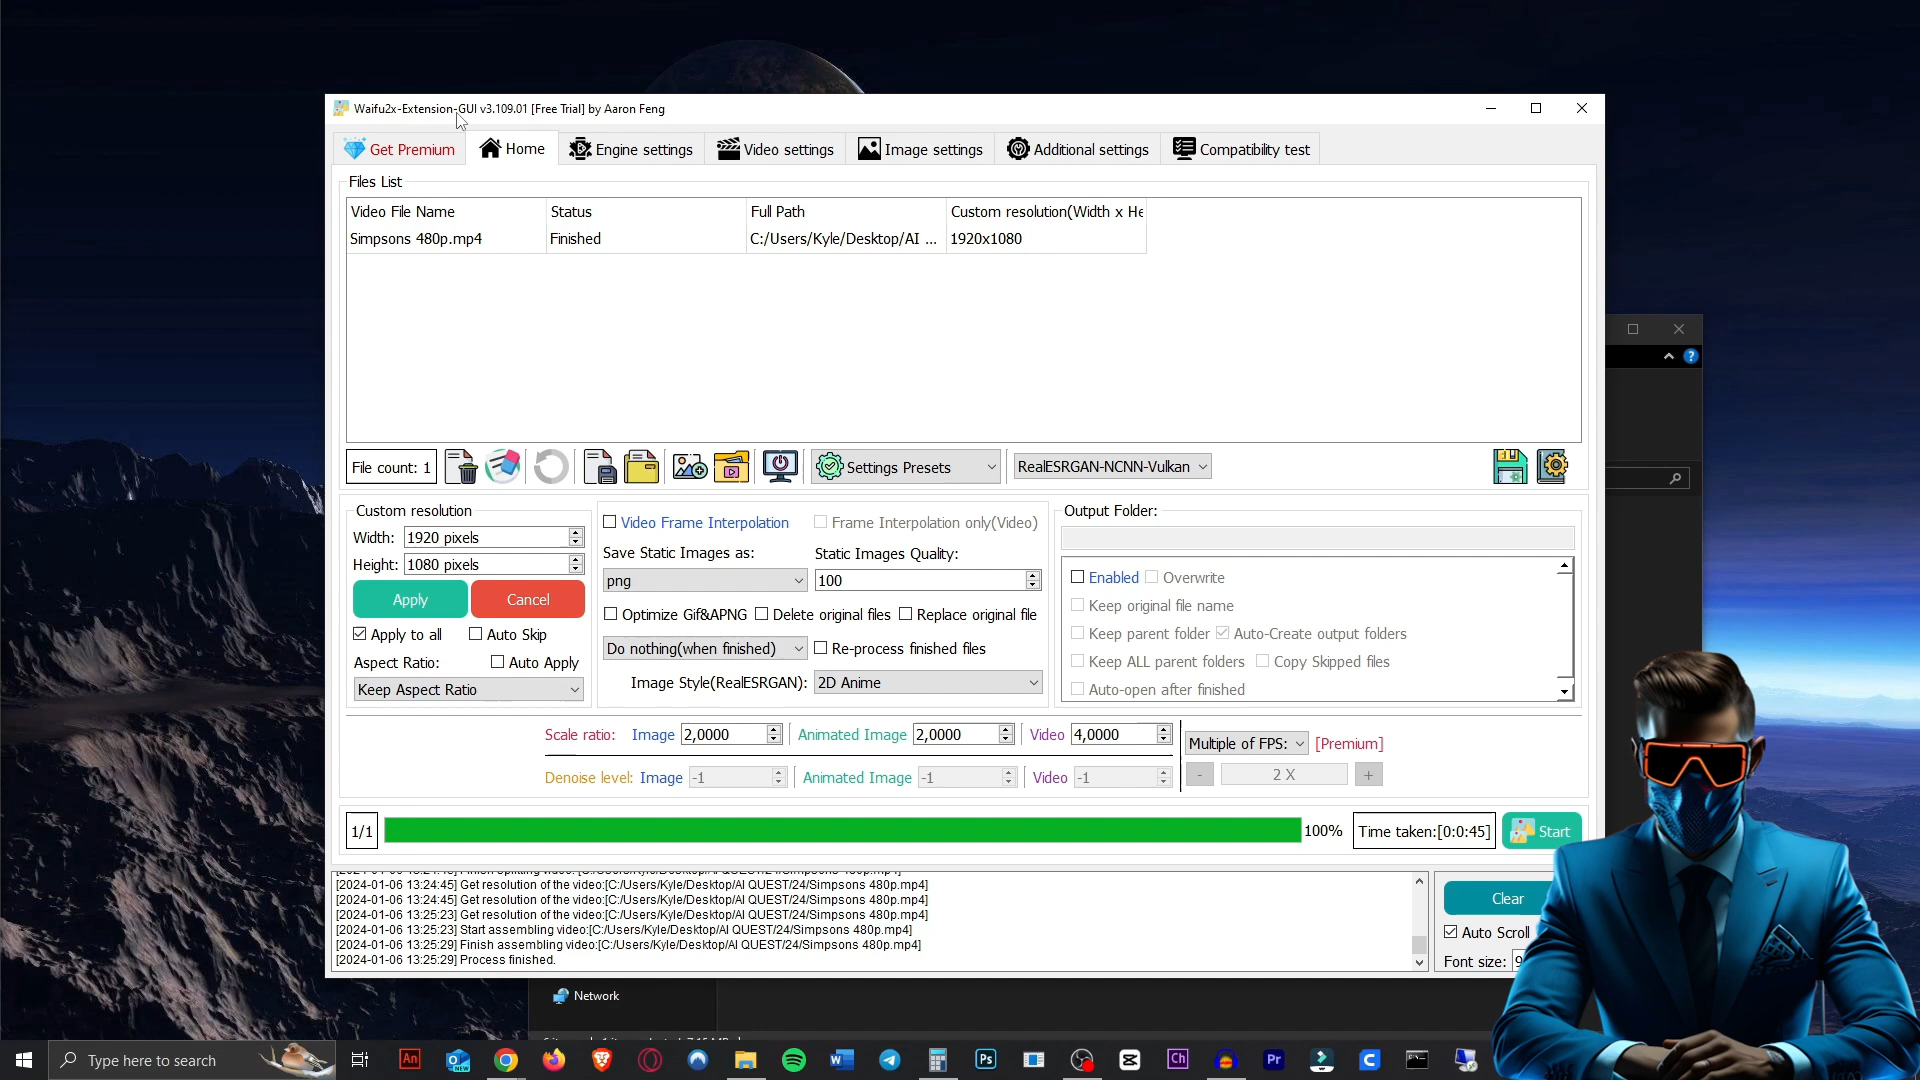 Waifu2x-Extension-GUI v3.109.01 [Free Trial] by Aaron Feng
Get Premium
Home
Engine settings
Video settings
Image settings
Additional settings
Compatibility test
Files List
Video File Name
Status
Full Path
Custom resolution(Width x He
Simpsons 480p.mp4
Finished
C:/Users/Kyle/Desktop/AI ...
1920x1080
File count: 1
Settings Presets
RealESRGAN-NCNN-Vulkan
Custom resolution
Width: 1920 pixels
Height: 1080 pixels
Apply
Cancel
Apply to all
Auto Skip
Aspect Ratio:
Auto Apply
Keep Aspect Ratio
Video Frame Interpolation
Frame Interpolation only(Video)
Save Static Images as:
Static Images Quality:
png
100
Optimize Gif&APNG
Delete original files
Replace original file
Do nothing(when finished)
Re-process finished files
Image Style(RealESRGAN): 2D Anime
Output Folder:
Enabled
Overwrite
Keep original file name
Keep parent folder
Auto-Create output folders
Keep ALL parent folders
Copy Skipped files
Auto-open after finished
Scale ratio: Image 2,0000 Animated Image 2,0000 Video 4,0000
Denoise level: Image -1 Animated Image -1 Video -1
Multiple of FPS: [Premium]
- 2 X +
1/1
100%
Time taken:[0:0:45]
Start
[2024-01-06 13:24:45] Get resolution of the video:[C:/Users/Kyle/Desktop/AI QUEST/24/Simpsons 480p.mp4]
[2024-01-06 13:24:45] Get resolution of the video:[C:/Users/Kyle/Desktop/AI QUEST/24/Simpsons 480p.mp4]
[2024-01-06 13:25:23] Get resolution of the video:[C:/Users/Kyle/Desktop/AI QUEST/24/Simpsons 480p.mp4]
[2024-01-06 13:25:23] Start assembling video:[C:/Users/Kyle/Desktop/AI QUEST/24/Simpsons 480p.mp4]
[2024-01-06 13:25:29] Finish assembling video:[C:/Users/Kyle/Desktop/AI QUEST/24/Simpsons 480p.mp4]
[2024-01-06 13:25:29] Process finished.
Clear
Auto Scroll
Font size: 9
Network
Type here to search
An
NEW
W
Ps
Ch
Pr
C